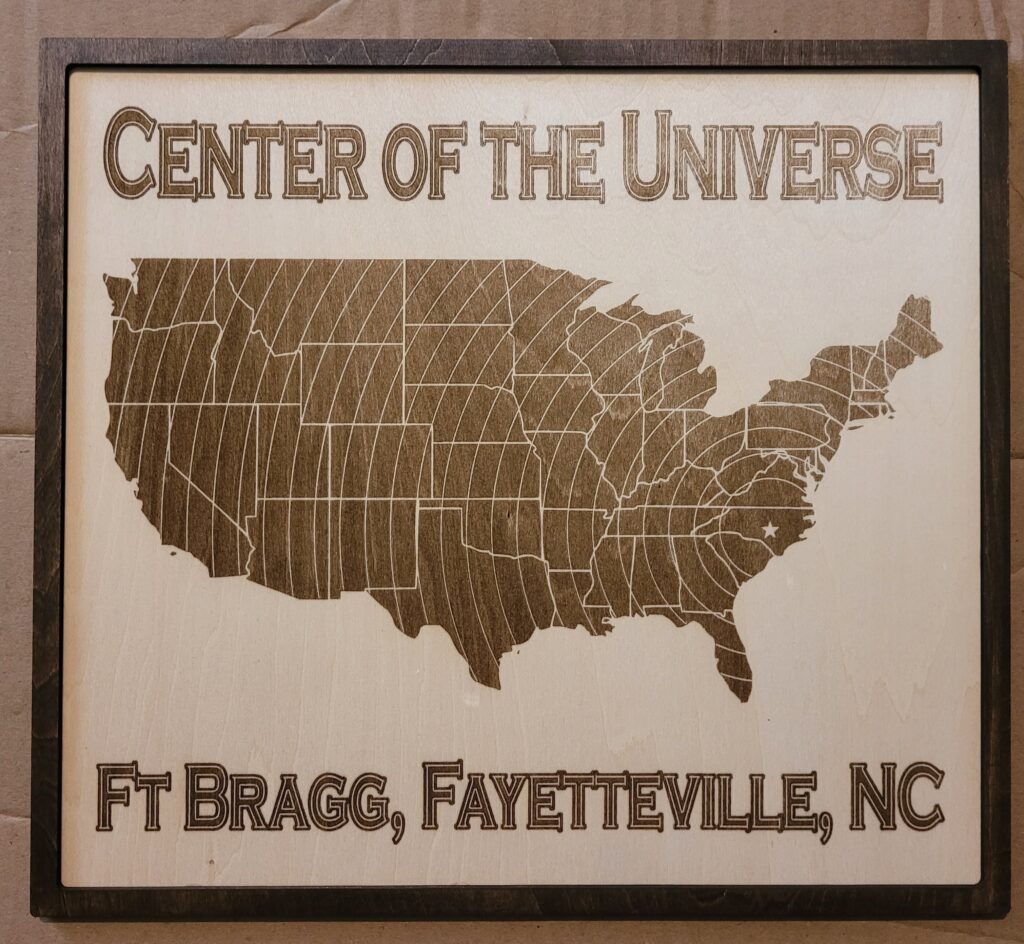 Center of the Universe
Ft Bragg, Fayetteville, NC